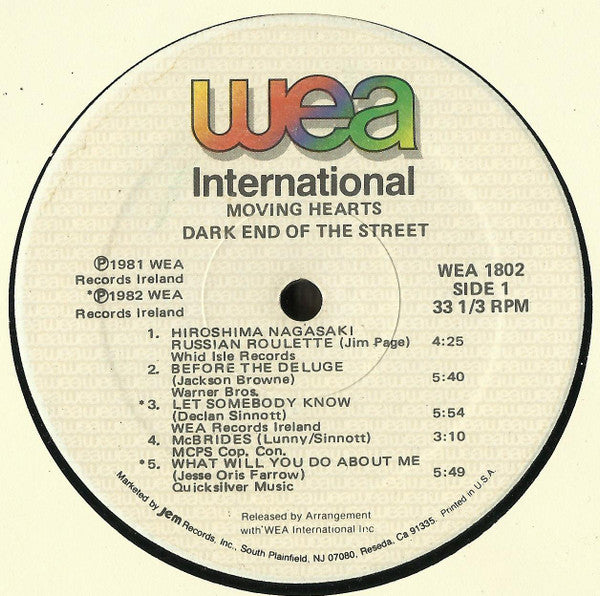 wea
International
MOVING HEARTS
DARK END OF THE STREET
Ⓟ1981 WEA
Records Ireland
*Ⓟ1982 WEA
Records Ireland
WEA 1802
SIDE 1
33 1/3 RPM
1. HIROSHIMA NAGASAKI
RUSSIAN ROULETTE (Jim Page) 4:25
Whid Isle Records
2. BEFORE THE DELUGE
(Jackson Browne) 5:40
Warner Bros.
*3. LET SOMEBODY KNOW
(Declan Sinnott) 5:54
WEA Records Ireland
4. McBRIDES (Lunny/Sinnott) 3:10
MCPS Cop. Con.
*5. WHAT WILL YOU DO ABOUT ME
(Jesse Oris Farrow) 5:49
Quicksilver Music
Released by Arrangement
with WEA International Inc
Marketed by Jem Records, Inc., South Plainfield, NJ 07080, Reseda, Ca 91335. Printed in U.S.A.